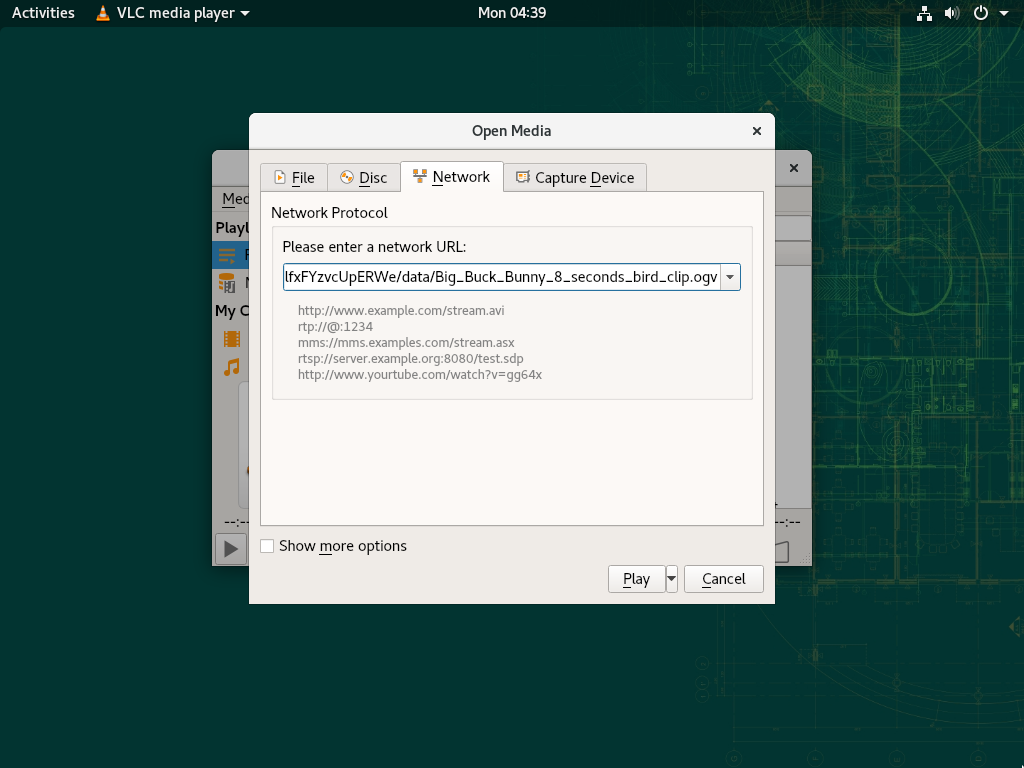 Activities VLC media player Mon 04:39
Open Media
File Disc Network Capture Device
Med
Network Protocol
Playl
Please enter a network URL:
lfxFYzvcUpERWe/data/Big_Buck_Bunny_8_seconds_bird_clip.ogv
http://www.example.com/stream.avi
My C
rtp://@:1234
mms://mms.examples.com/stream.asx
rtsp://server.example.org:8080/test.sdp
http://www.yourtube.com/watch?v=gg64x
--:-- --:--
Show more options
Play Cancel